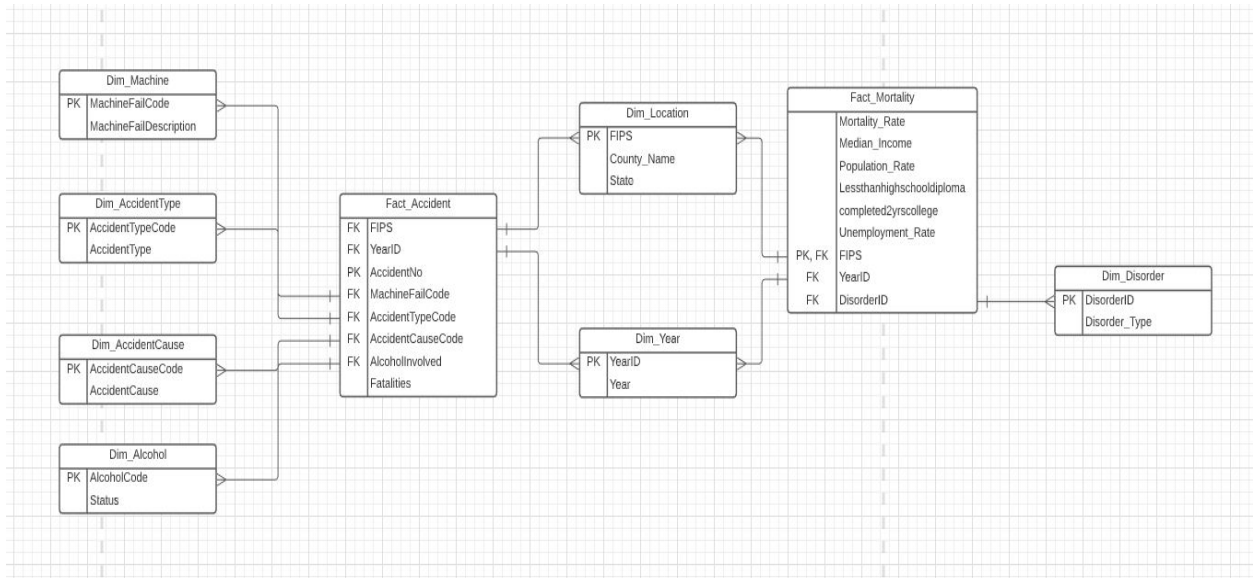 Dim_Machine
PK MachineFailCode
MachineFailDescription
Dim_AccidentType
PK AccidentTypeCode
AccidentType
Dim_AccidentCause
PK AccidentCauseCode
AccidentCause
Dim_Alcohol
PK AlcoholCode
Status
Fact_Accident
FK FIPS
FK YearID
PK AccidentNo
FK MachineFailCode
FK AccidentTypeCode
FK AccidentCauseCode
FK AlcoholInvolved
Fatalities
Dim_Location
PK FIPS
County_Name
State
Dim_Year
PK YearID
Year
Fact_Mortality
Mortality_Rate
Median_Income
Population_Rate
Lessthanhighschooldiploma
completed2yrscollege
Unemployment_Rate
PK, FK FIPS
FK YearID
FK DisorderID
Dim_Disorder
PK DisorderID
Disorder_Type